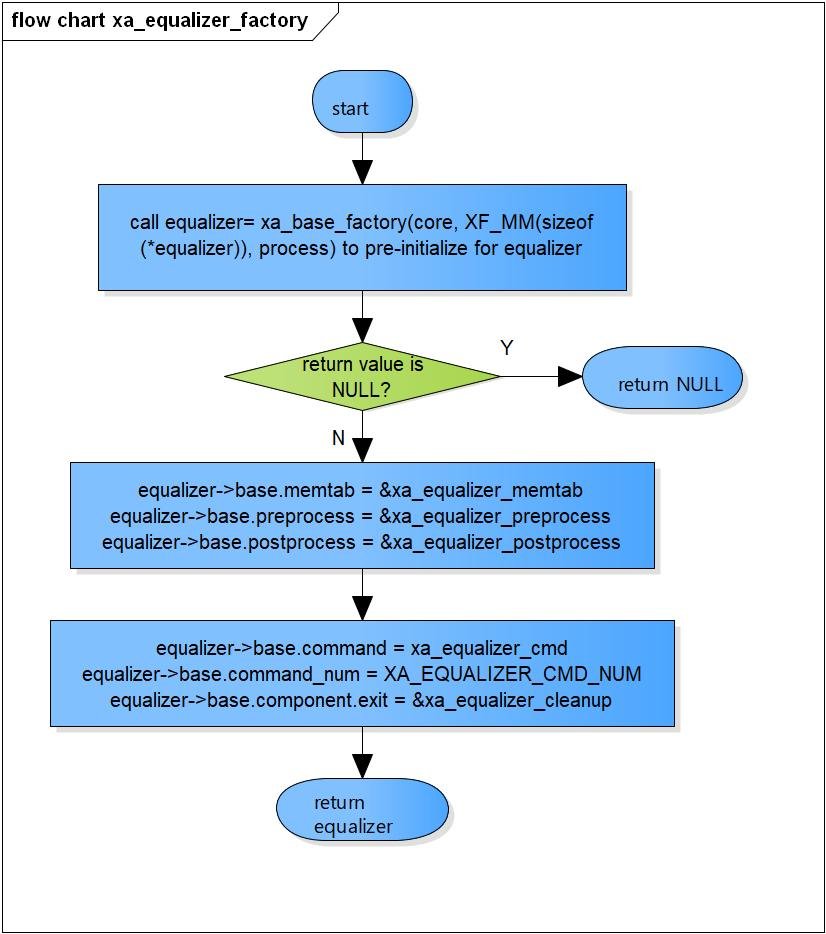 flow chart xa_equalizer_factory
start
call equalizer= xa_base_factory(core, XF_MM(sizeof
(*equalizer)), process) to pre-initialize for equalizer
return value is
NULL?
Y
return NULL
N
equalizer->base.memtab = &xa_equalizer_memtab
equalizer->base.preprocess = &xa_equalizer_preprocess
equalizer->base.postprocess = &xa_equalizer_postprocess
equalizer->base.command = xa_equalizer_cmd
equalizer->base.command_num = XA_EQUALIZER_CMD_NUM
equalizer->base.component.exit = &xa_equalizer_cleanup
return
equalizer